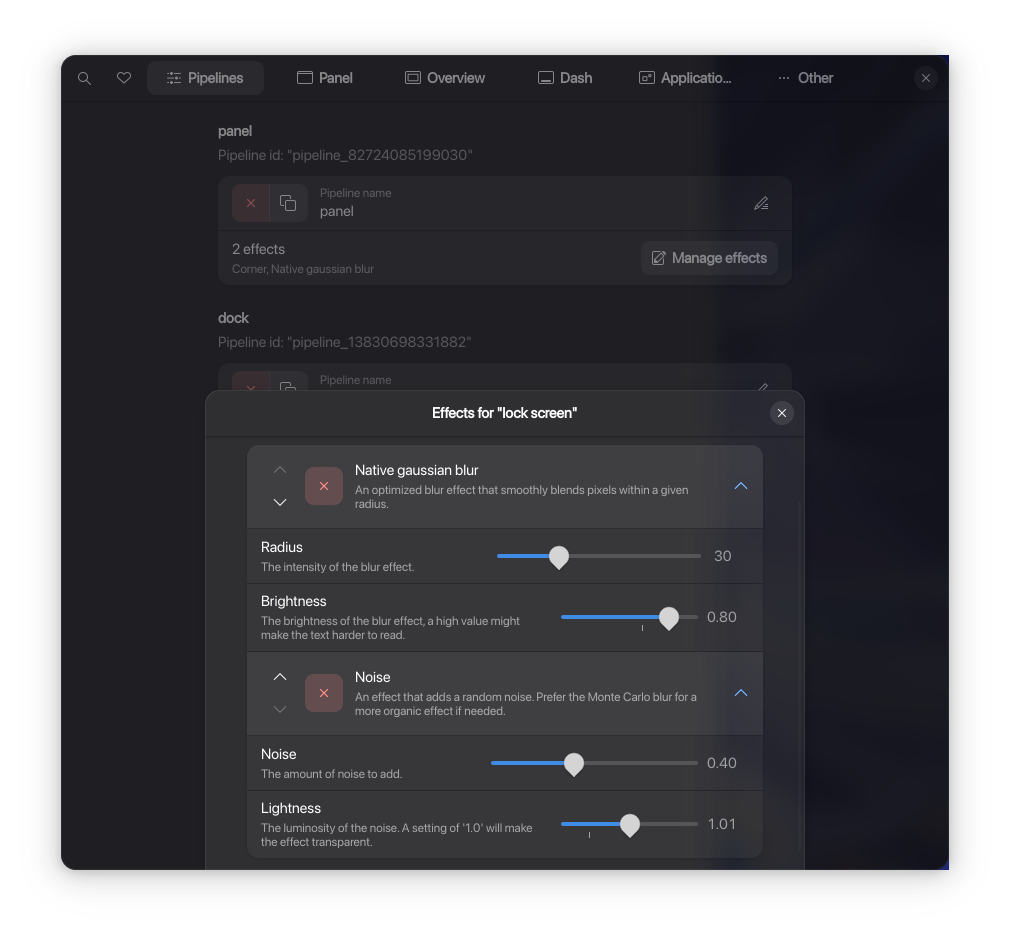 Pipelines
Panel
Overview
Dash
Applicatio...
Other
panel
Pipeline id: "pipeline_82724085199030"
Pipeline name
panel
2 effects
Corner, Native gaussian blur
Manage effects
dock
Pipeline id: "pipeline_13830698331882"
Pipeline name
Effects for "lock screen"
Native gaussian blur
An optimized blur effect that smoothly blends pixels within a given
radius.
Radius
The intensity of the blur effect.
30
Brightness
The brightness of the blur effect, a high value might
make the text harder to read.
0.80
Noise
An effect that adds a random noise. Prefer the Monte Carlo blur for a
more organic effect if needed.
Noise
The amount of noise to add.
0.40
Lightness
The luminosity of the noise. A setting of '1.0' will make
the effect transparent.
1.01